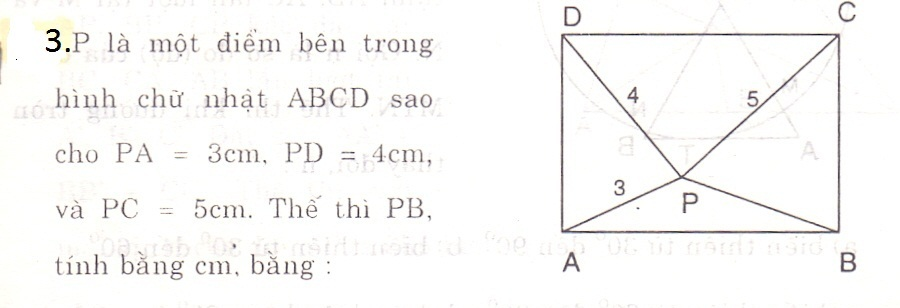 3.P là một điểm bên trong
hình chữ nhật ABCD sao
cho PA = 3cm, PD = 4cm,
và PC = 5cm. Thế thì PB,
tính bằng cm, bằng :
D
C
4
5
3
P
A
B